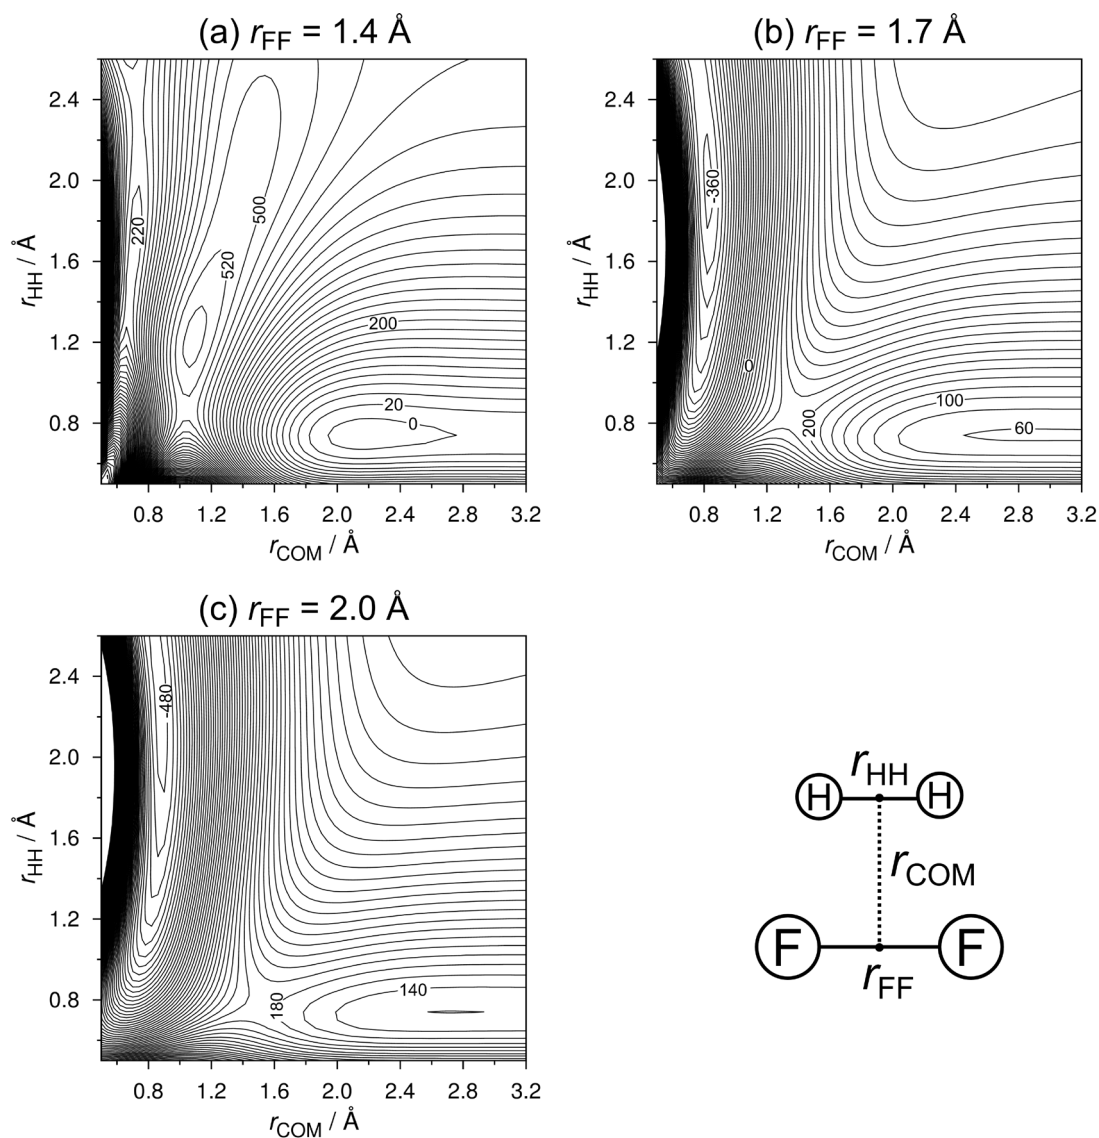 (a) rFF = 1.4 Å
(b) rFF = 1.7 Å
rHH / Å
2.4
2.0
1.6
1.2
0.8
220
500
520
200
20
0
0.8 1.2 1.6 2.0 2.4 2.8 3.2
rCOM / Å
rHH / Å
2.4
2.0
1.6
1.2
0.8
-360
0
200
100
60
0.8 1.2 1.6 2.0 2.4 2.8 3.2
rCOM / Å
(c) rFF = 2.0 Å
rHH / Å
2.4
2.0
1.6
1.2
0.8
-480
180
140
0.8 1.2 1.6 2.0 2.4 2.8 3.2
rCOM / Å
rHH
H H
rCOM
F F
rFF